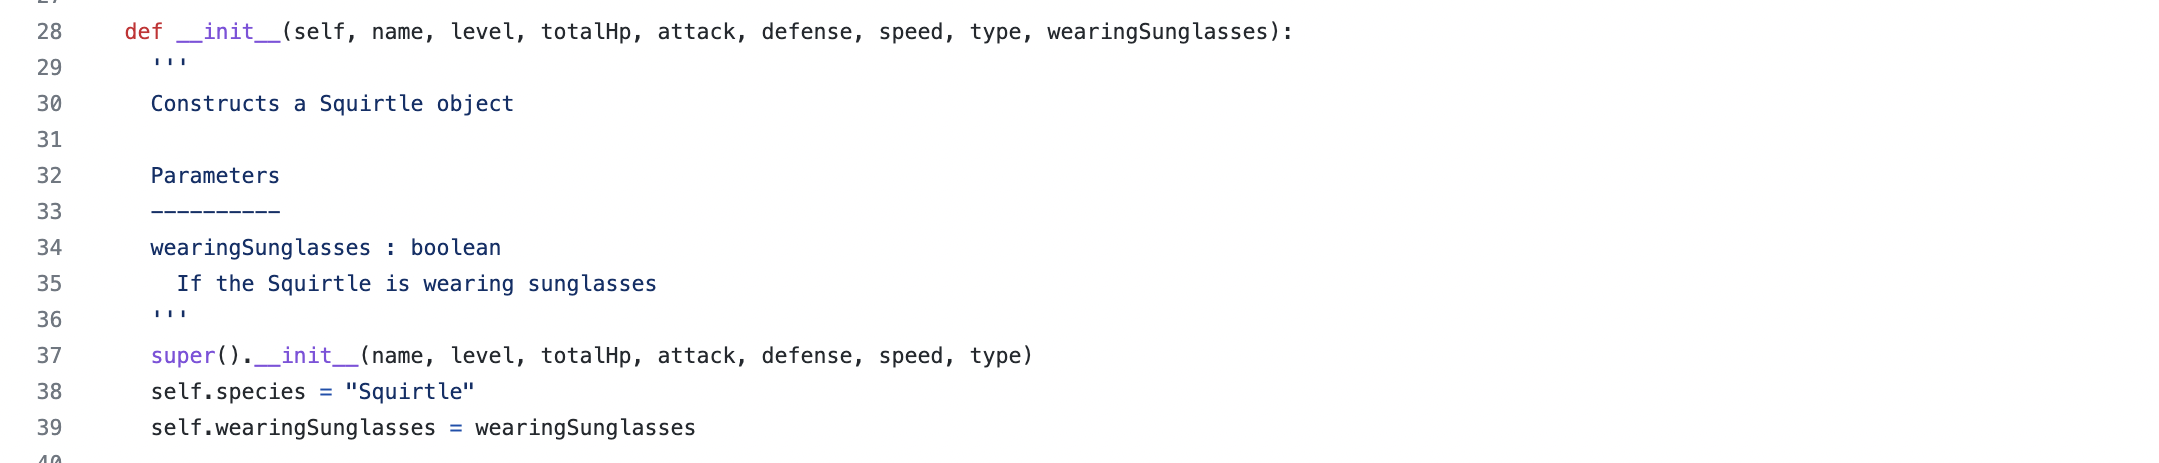 28 def __init__(self, name, level, totalHp, attack, defense, speed, type, wearingSunglasses):
29 '''
30 Constructs a Squirtle object
31
32 Parameters
33 ----------
34 wearingSunglasses : boolean
35 If the Squirtle is wearing sunglasses
36 '''
37 super().__init__(name, level, totalHp, attack, defense, speed, type)
38 self.species = "Squirtle"
39 self.wearingSunglasses = wearingSunglasses